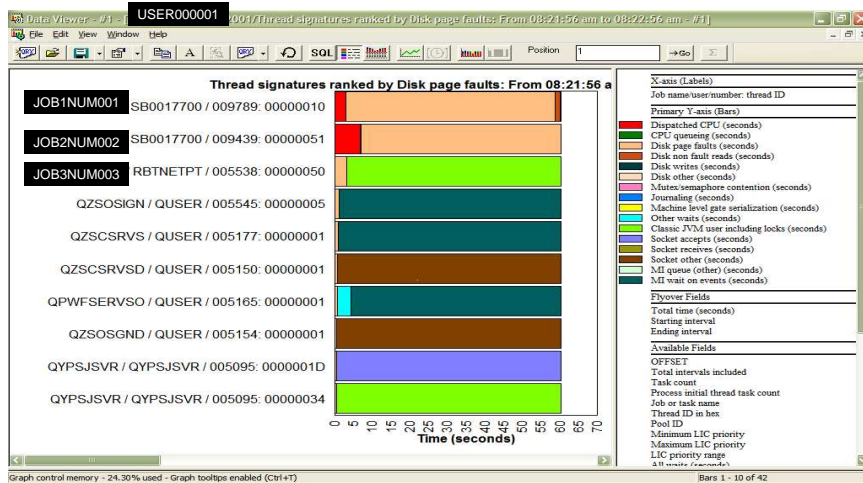 Data Viewer - #1 - [
USER000001
2001/Thread signatures ranked by Disk page faults: From 08:21:56 am to 08:22:56 am - #1]
File Edit View Window Help
SQL
Position
1
Go
Thread signatures ranked by Disk page faults: From 08:21:56 a
JOB1NUM001 SB0017700 / 009789: 00000010
JOB2NUM002 SB0017700 / 009439: 00000051
JOB3NUM003 RBTNETPT / 005538: 00000050
QZSOSIGN / QUSER / 005545: 00000005
QZSCSRVS / QUSER / 005177: 00000001
QZSCSRVSD / QUSER / 005150: 00000001
QPWFSERVSO / QUSER / 005165: 00000001
QZSOSGND / QUSER / 005154: 00000001
QYPSJSVR / QYPSJSVR / 005095: 0000001D
QYPSJSVR / QYPSJSVR / 005095: 00000034
0 5 10 15 20 25 30 35 40 45 50 55 60 65 70
Time (seconds)
X-axis (Labels)
Job name/user/number: thread ID
Primary Y-axis (Bars)
Dispatched CPU (seconds)
CPU queueing (seconds)
Disk page faults (seconds)
Disk non fault reads (seconds)
Disk writes (seconds)
Disk other (seconds)
Mutex/semaphore contention (seconds)
Journaling (seconds)
Machine level gate serialization (seconds)
Other waits (seconds)
Classic JVM user including locks (seconds)
Socket accepts (seconds)
Socket receives (seconds)
Socket other (seconds)
MI queue (other) (seconds)
MI wait on events (seconds)
Flyover Fields
Total time (seconds)
Starting interval
Ending interval
Available Fields
OFFSET
Total intervals included
Task count
Process initial thread task count
Job or task name
Thread ID in hex
Pool ID
Minimum LIC priority
Maximum LIC priority
LIC priority range
All waits (seconds)
Graph control memory - 24.30% used - Graph tooltips enabled (Ctrl+T)
Bars 1 - 10 of 42